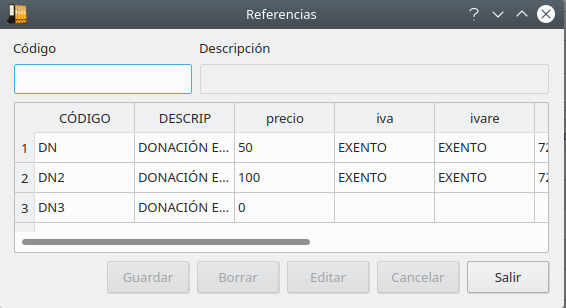 Referencias
Código Descripción
CÓDIGO DESCRIP precio iva ivare
1 DN DONACIÓN E... 50 EXENTO EXENTO 72
2 DN2 DONACIÓN E... 100 EXENTO EXENTO 72
3 DN3 DONACIÓN E... 0
Guardar Borrar Editar Cancelar Salir